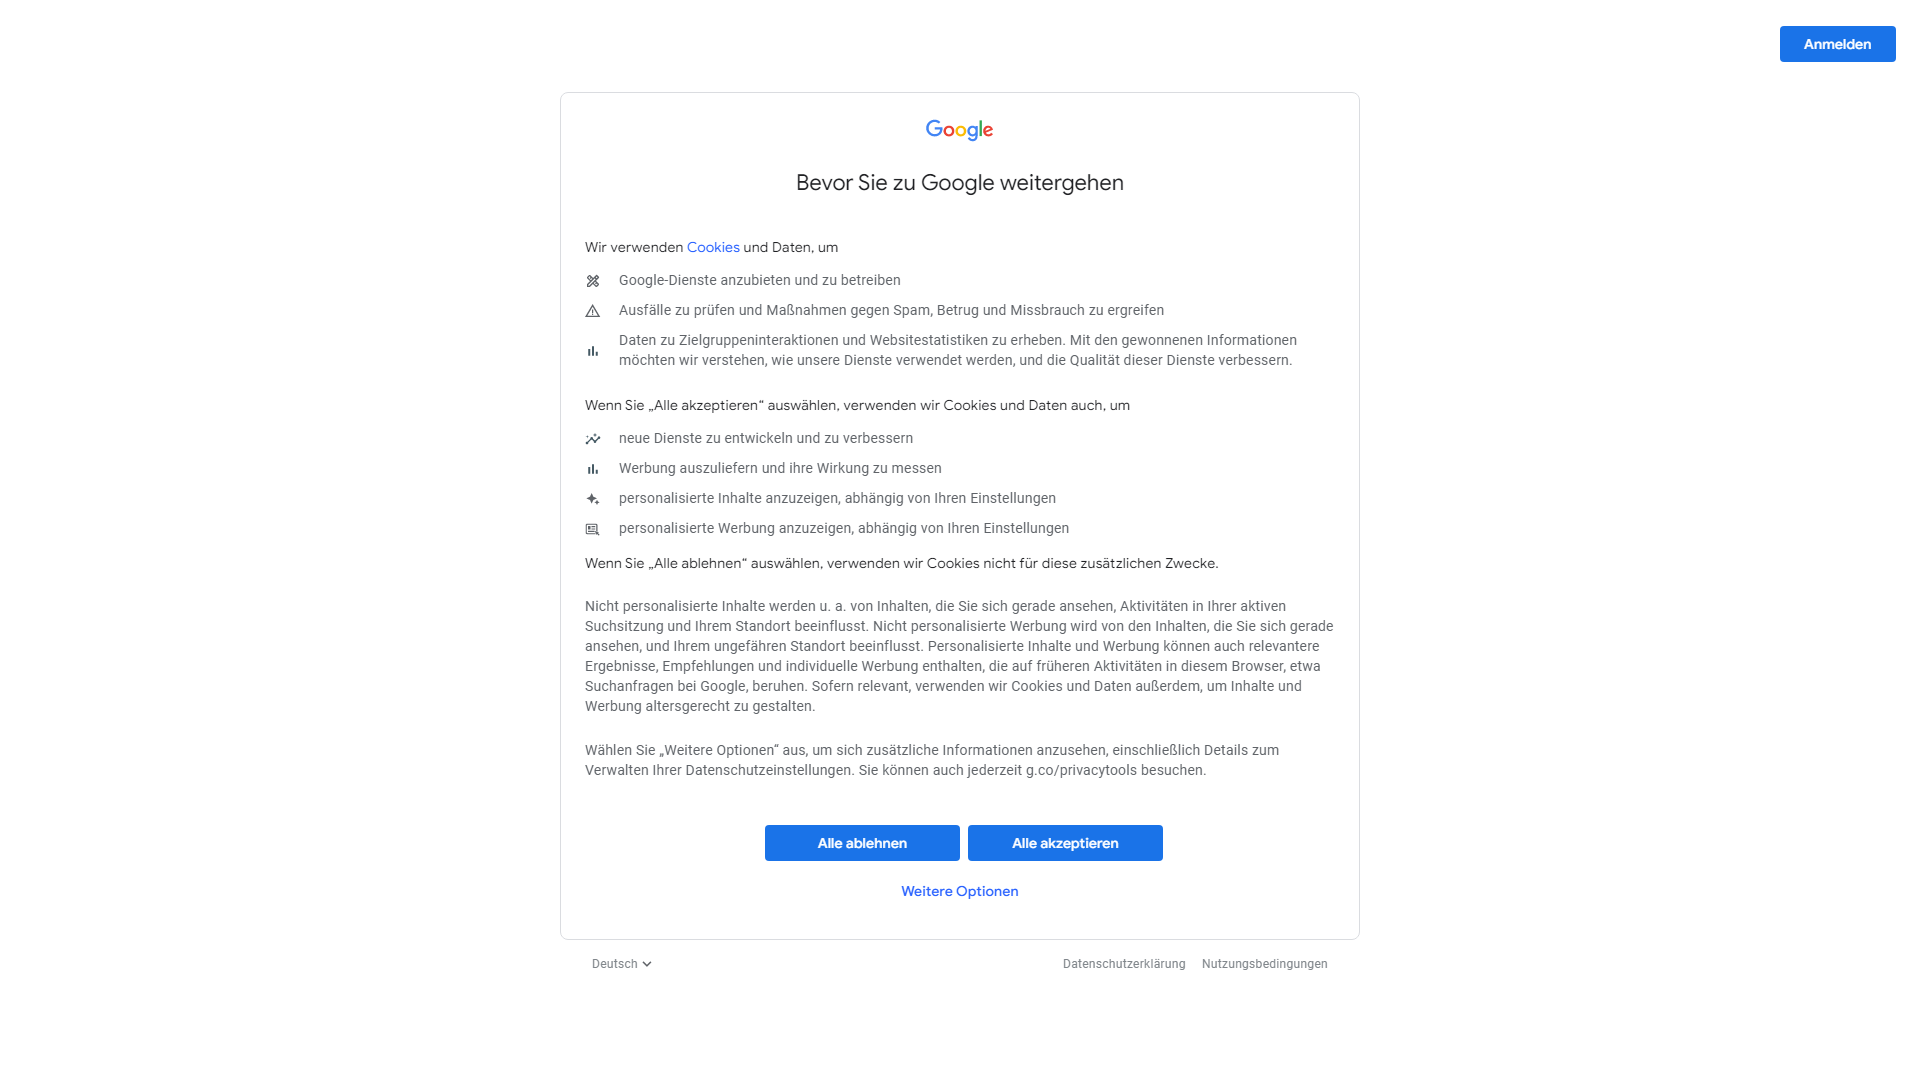 Anmelden
Google
Bevor Sie zu Google weitergehen
Wir verwenden Cookies und Daten, um
Google-Dienste anzubieten und zu betreiben
Ausfälle zu prüfen und Maßnahmen gegen Spam, Betrug und Missbrauch zu ergreifen
Daten zu Zielgruppeninteraktionen und Websitestatistiken zu erheben. Mit den gewonnenen Informationen
möchten wir verstehen, wie unsere Dienste verwendet werden, und die Qualität dieser Dienste verbessern.
Wenn Sie „Alle akzeptieren“ auswählen, verwenden wir Cookies und Daten auch, um
neue Dienste zu entwickeln und zu verbessern
Werbung auszuliefern und ihre Wirkung zu messen
personalisierte Inhalte anzuzeigen, abhängig von Ihren Einstellungen
personalisierte Werbung anzuzeigen, abhängig von Ihren Einstellungen
Wenn Sie „Alle ablehnen“ auswählen, verwenden wir Cookies nicht für diese zusätzlichen Zwecke.
Nicht personalisierte Inhalte werden u. a. von Inhalten, die Sie sich gerade ansehen, Aktivitäten in Ihrer aktiven
Suchsitzung und Ihrem Standort beeinflusst. Nicht personalisierte Werbung wird von den Inhalten, die Sie sich gerade
ansehen, und Ihrem ungefähren Standort beeinflusst. Personalisierte Inhalte und Werbung können auch relevantere
Ergebnisse, Empfehlungen und individuelle Werbung enthalten, die auf früheren Aktivitäten in diesem Browser, etwa
Suchanfragen bei Google, beruhen. Sofern relevant, verwenden wir Cookies und Daten außerdem, um Inhalte und
Werbung altersgerecht zu gestalten.
Wählen Sie „Weitere Optionen“ aus, um sich zusätzliche Informationen anzusehen, einschließlich Details zum
Verwalten Ihrer Datenschutzeinstellungen. Sie können auch jederzeit g.co/privacytools besuchen.
Alle ablehnen Alle akzeptieren
Weitere Optionen
Deutsch Datenschutzerklärung Nutzungsbedingungen